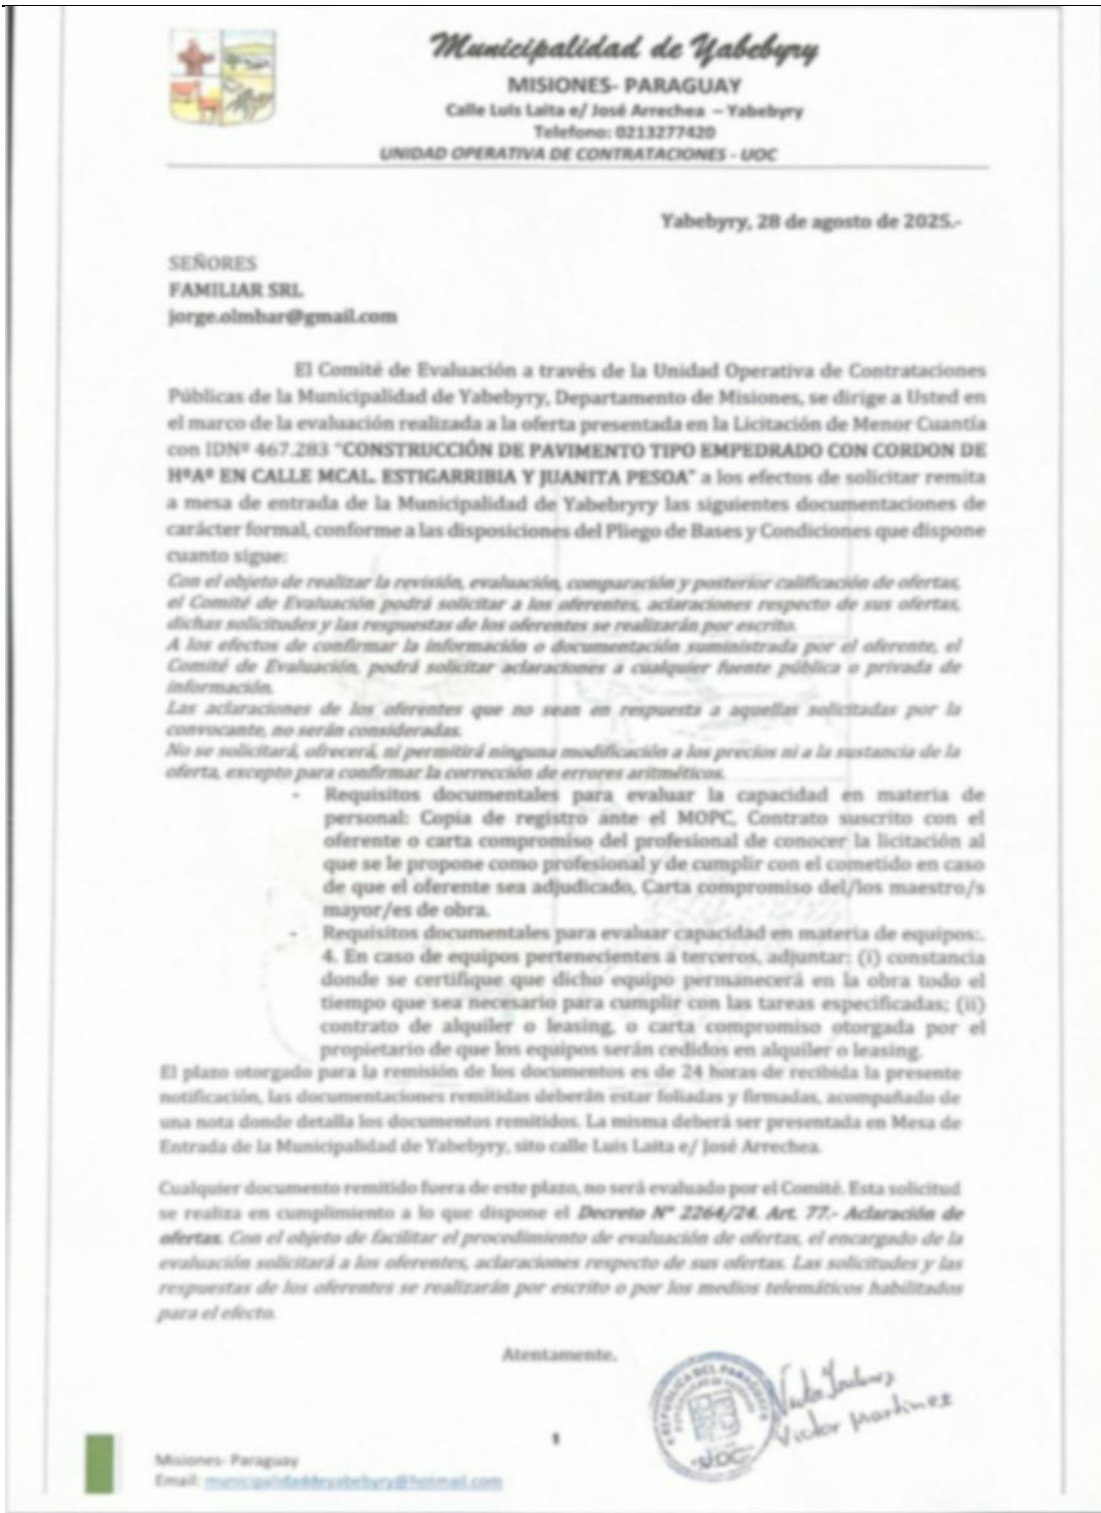 Municipalidad de Yabebyry
MISIONES- PARAGUAY
Calle Luis Laita e/ José Arrechea – Yabebyry
Telefono: 0213277420
UNIDAD OPERATIVA DE CONTRATACIONES - UOC
Yabebyry, 28 de agosto de 2025.-
SEÑORES
FAMILIAR SRL
jorge.olmbar@gmail.com
El Comité de Evaluación a través de la Unidad Operativa de Contrataciones
Públicas de la Municipalidad de Yabebyry, Departamento de Misiones, se dirige a Usted en
el marco de la evaluación realizada a la oferta presentada en la Licitación de Menor Cuantía
con IDNº 467.283 "CONSTRUCCIÓN DE PAVIMENTO TIPO EMPEDRADO CON CORDON DE
HºAº EN CALLE MCAL. ESTIGARRIBIA Y JUANITA PESOA" a los efectos de solicitar remita
a mesa de entrada de la Municipalidad de Yabebryry las siguientes documentaciones de
carácter formal, conforme a las disposiciones del Pliego de Bases y Condiciones que dispone
cuanto sigue:
Con el objeto de realizar la revisión, evaluación, comparación y posterior calificación de ofertas,
el Comité de Evaluación podrá solicitar a los oferentes, aclaraciones respecto de sus ofertas,
dichas solicitudes y las respuestas de los oferentes se realizarán por escrito.
A los efectos de confirmar la información o documentación suministrada por el oferente, el
Comité de Evaluación, podrá solicitar aclaraciones a cualquier fuente pública o privada de
información.
Las aclaraciones de los oferentes que no sean en respuesta a aquellas solicitadas por la
convocante, no serán consideradas.
No se solicitará, ofrecerá, ni permitirá ninguna modificación a los precios ni a la sustancia de la
oferta, excepto para confirmar la corrección de errores aritméticos.
- Requisitos documentales para evaluar la capacidad en materia de
personal: Copia de registro ante el MOPC, Contrato suscrito con el
oferente o carta compromiso del profesional de conocer la licitación al
que se le propone como profesional y de cumplir con el cometido en caso
de que el oferente sea adjudicado, Carta compromiso del/los maestro/s
mayor/es de obra.
- Requisitos documentales para evaluar capacidad en materia de equipos:.
4. En caso de equipos pertenecientes a terceros, adjuntar: (i) constancia
donde se certifique que dicho equipo permanecerá en la obra todo el
tiempo que sea necesario para cumplir con las tareas especificadas; (ii)
contrato de alquiler o leasing, o carta compromiso otorgada por el
propietario de que los equipos serán cedidos en alquiler o leasing.
El plazo otorgado para la remisión de los documentos es de 24 horas de recibida la presente
notificación, las documentaciones remitidas deberán estar foliadas y firmadas, acompañado de
una nota donde detalla los documentos remitidos. La misma deberá ser presentada en Mesa de
Entrada de la Municipalidad de Yabebyry, sito calle Luis Laita e/ José Arrechea.
Cualquier documento remitido fuera de este plazo, no será evaluado por el Comité. Esta solicitud
se realiza en cumplimiento a lo que dispone el Decreto N° 2264/24. Art. 77.- Aclaración de
ofertas. Con el objeto de facilitar el procedimiento de evaluación de ofertas, el encargado de la
evaluación solicitará a los oferentes, aclaraciones respecto de sus ofertas. Las solicitudes y las
respuestas de los oferentes se realizarán por escrito o por los medios telemáticos habilitados
para el efecto.
Atentamente.
REPUBLICA DEL PARAGUAY
-UOC-
Victor Martinez
1
Misiones- Paraguay
Email: municipalidaddeyabebyry@hotmail.com